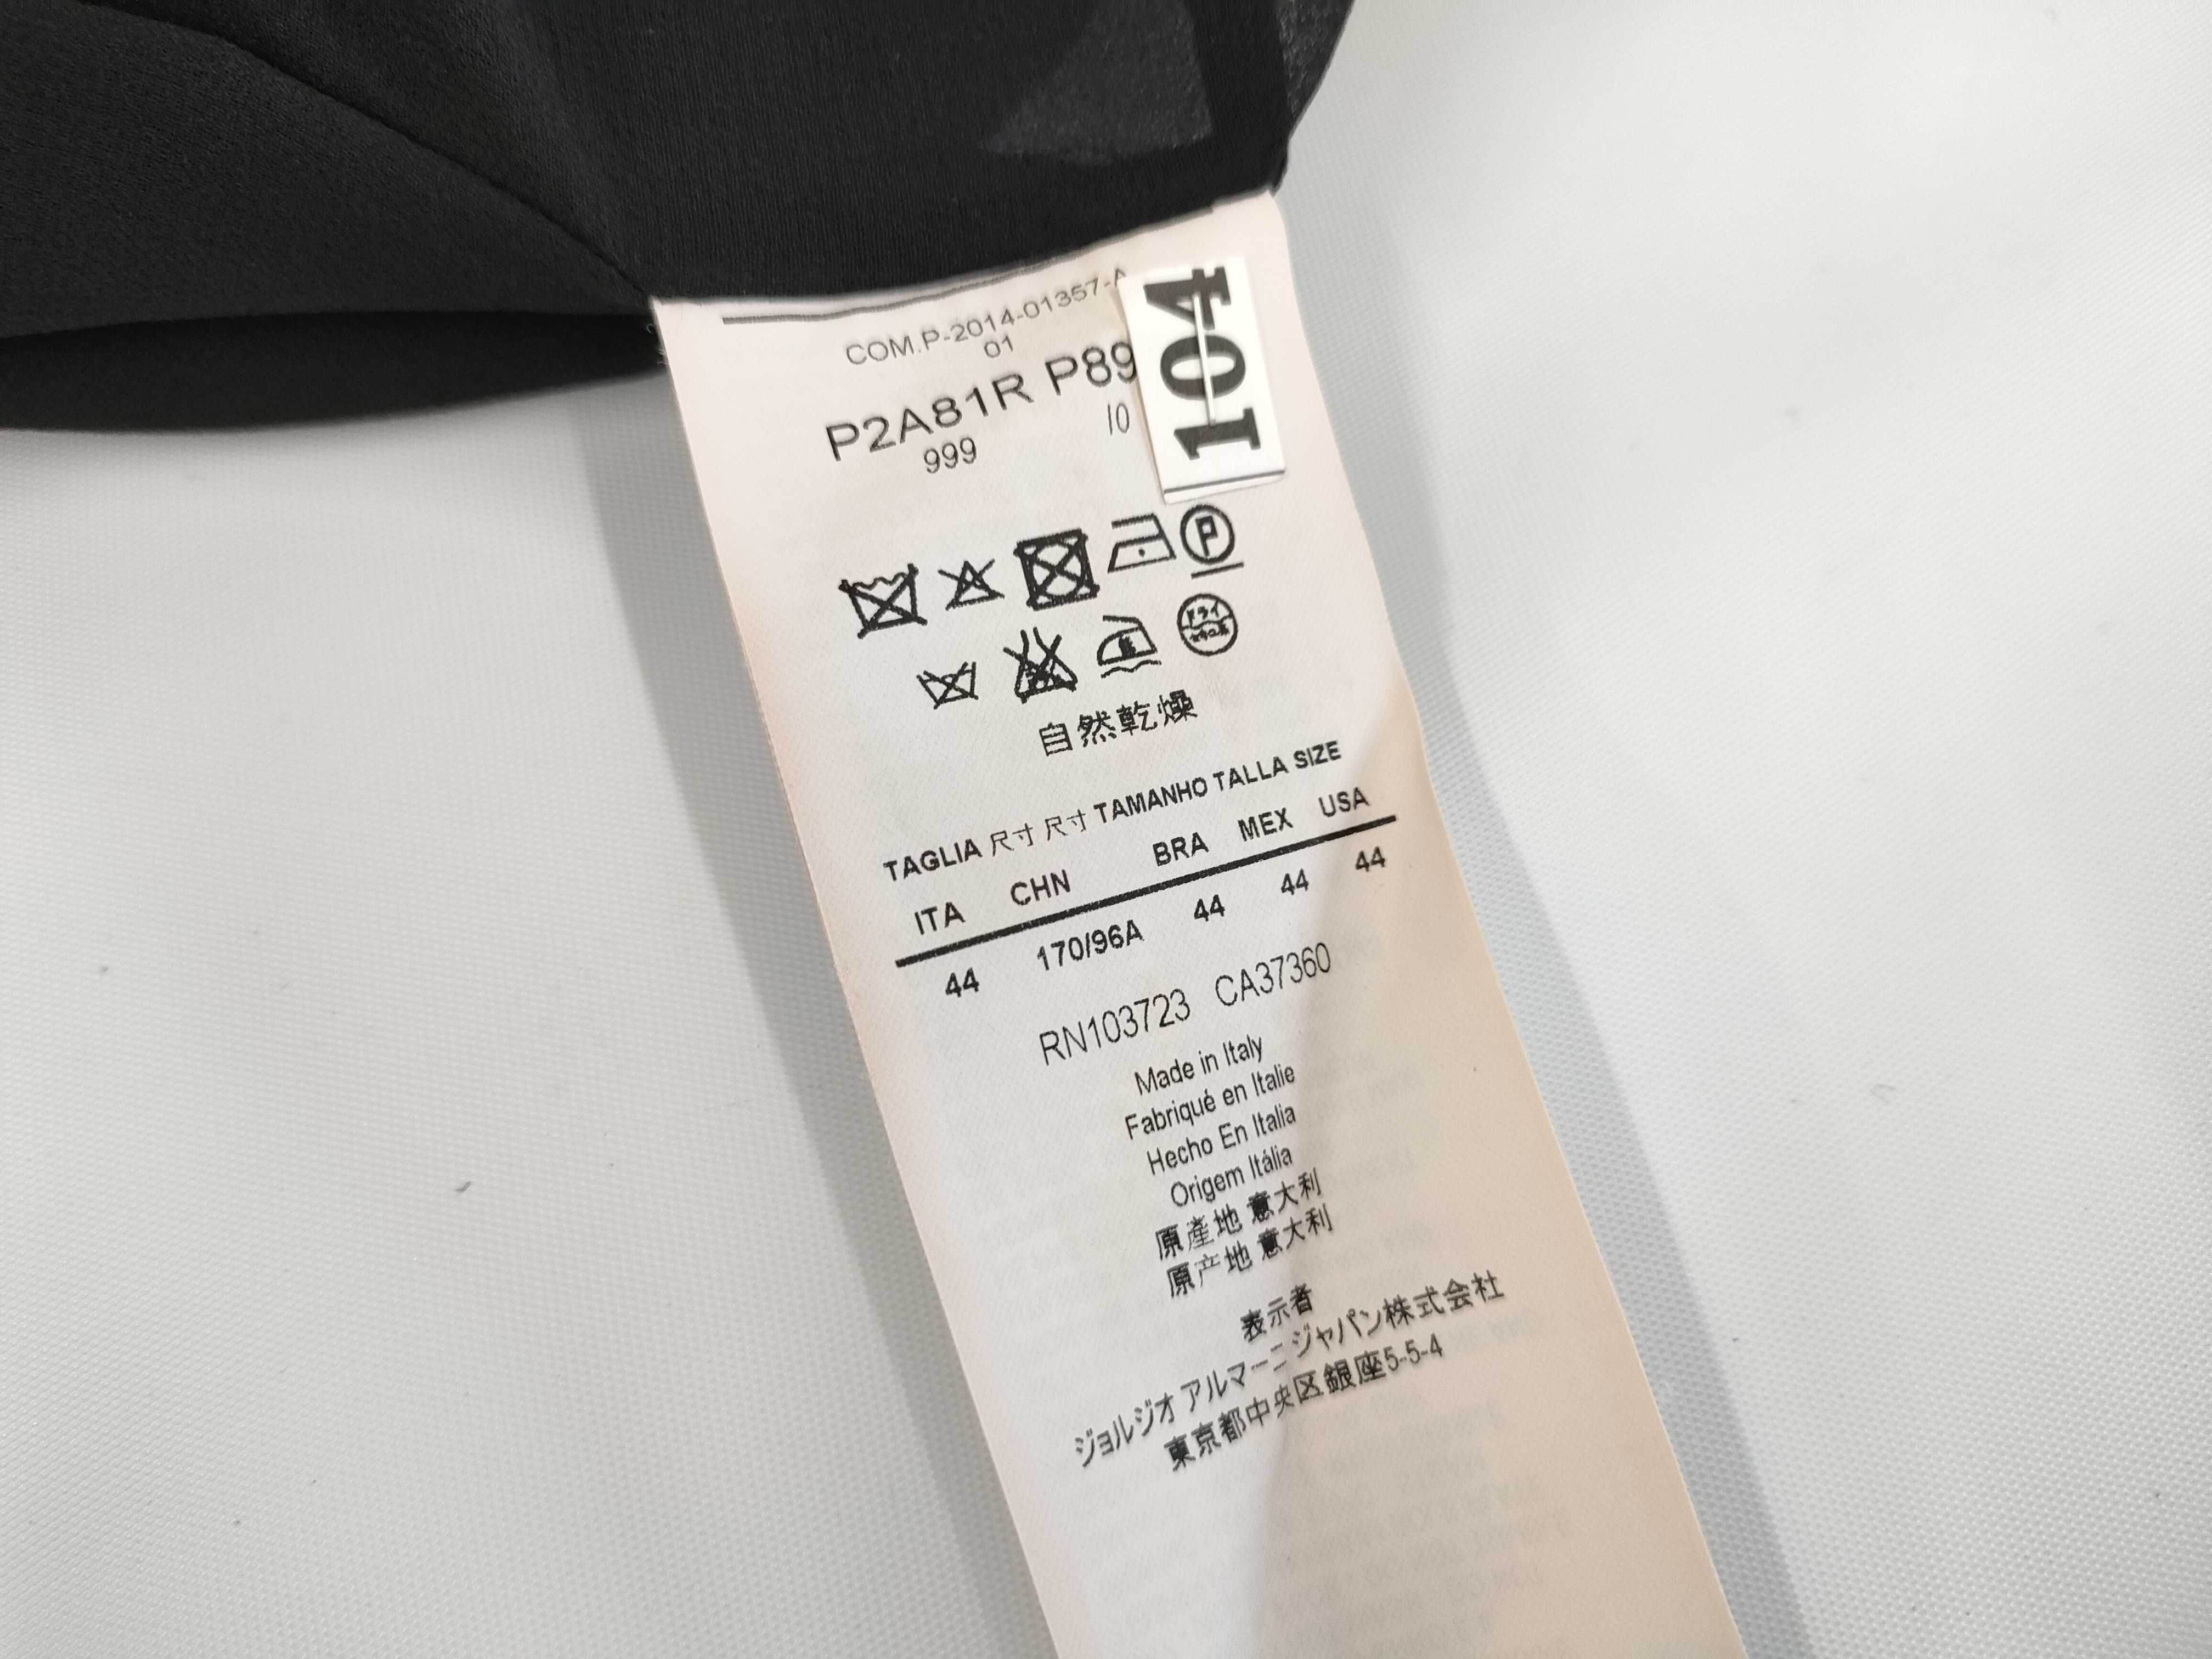 COM.P-2014-01357-A
01
P2A81R P89
999 10
104
P
ドライ
自然乾燥
TAGLIA 尺寸 尺寸 TAMANHO TALLA SIZE
ITA CHN BRA MEX USA
44 170/96A 44 44 44
RN103723 CA37360
Made in Italy
Fabriqué en Italie
Hecho En Italia
Origem Itália
原產地 意大利
原产地 意大利
表示者
ジョルジオ アルマーニ ジャパン株式会社
東京都中央区銀座5-5-4